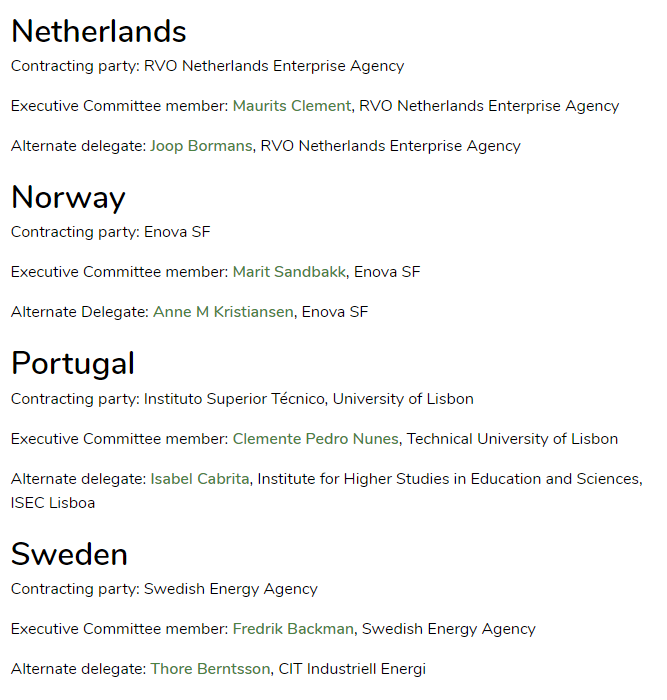 Netherlands
Contracting party: RVO Netherlands Enterprise Agency
Executive Committee member: Maurits Clement, RVO Netherlands Enterprise Agency
Alternate delegate: Joop Bormans, RVO Netherlands Enterprise Agency
Norway
Contracting party: Enova SF
Executive Committee member: Marit Sandbakk, Enova SF
Alternate Delegate: Anne M Kristiansen, Enova SF
Portugal
Contracting party: Instituto Superior Técnico, University of Lisbon
Executive Committee member: Clemente Pedro Nunes, Technical University of Lisbon
Alternate delegate: Isabel Cabrita, Institute for Higher Studies in Education and Sciences,
ISEC Lisboa
Sweden
Contracting party: Swedish Energy Agency
Executive Committee member: Fredrik Backman, Swedish Energy Agency
Alternate delegate: Thore Berntsson, CIT Industriell Energi